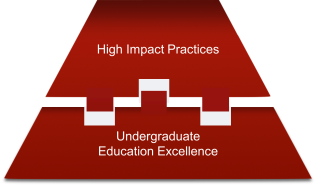 High Impact Practices
Undergraduate
Education Excellence